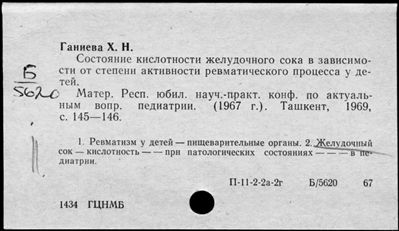 Ганиева Х. Н.
Состояние кислотности желудочного сока в зависимо-
сти от степени активности ревматического процесса у де-
тей.
Б
5620
Матер. Респ. юбил. науч.-практ. конф. по актуаль-
ным вопр. педиатрии. (1967 г.). Ташкент, 1969,
с. 145—146.
1. Ревматизм у детей — пищеварительные органы. 2. Желудочный
сок — кислотность — — при патологических состояниях — — — в пе-
диатрии.
П-11-2-2а-2г Б/5620 67
1434 ГЦНМБ